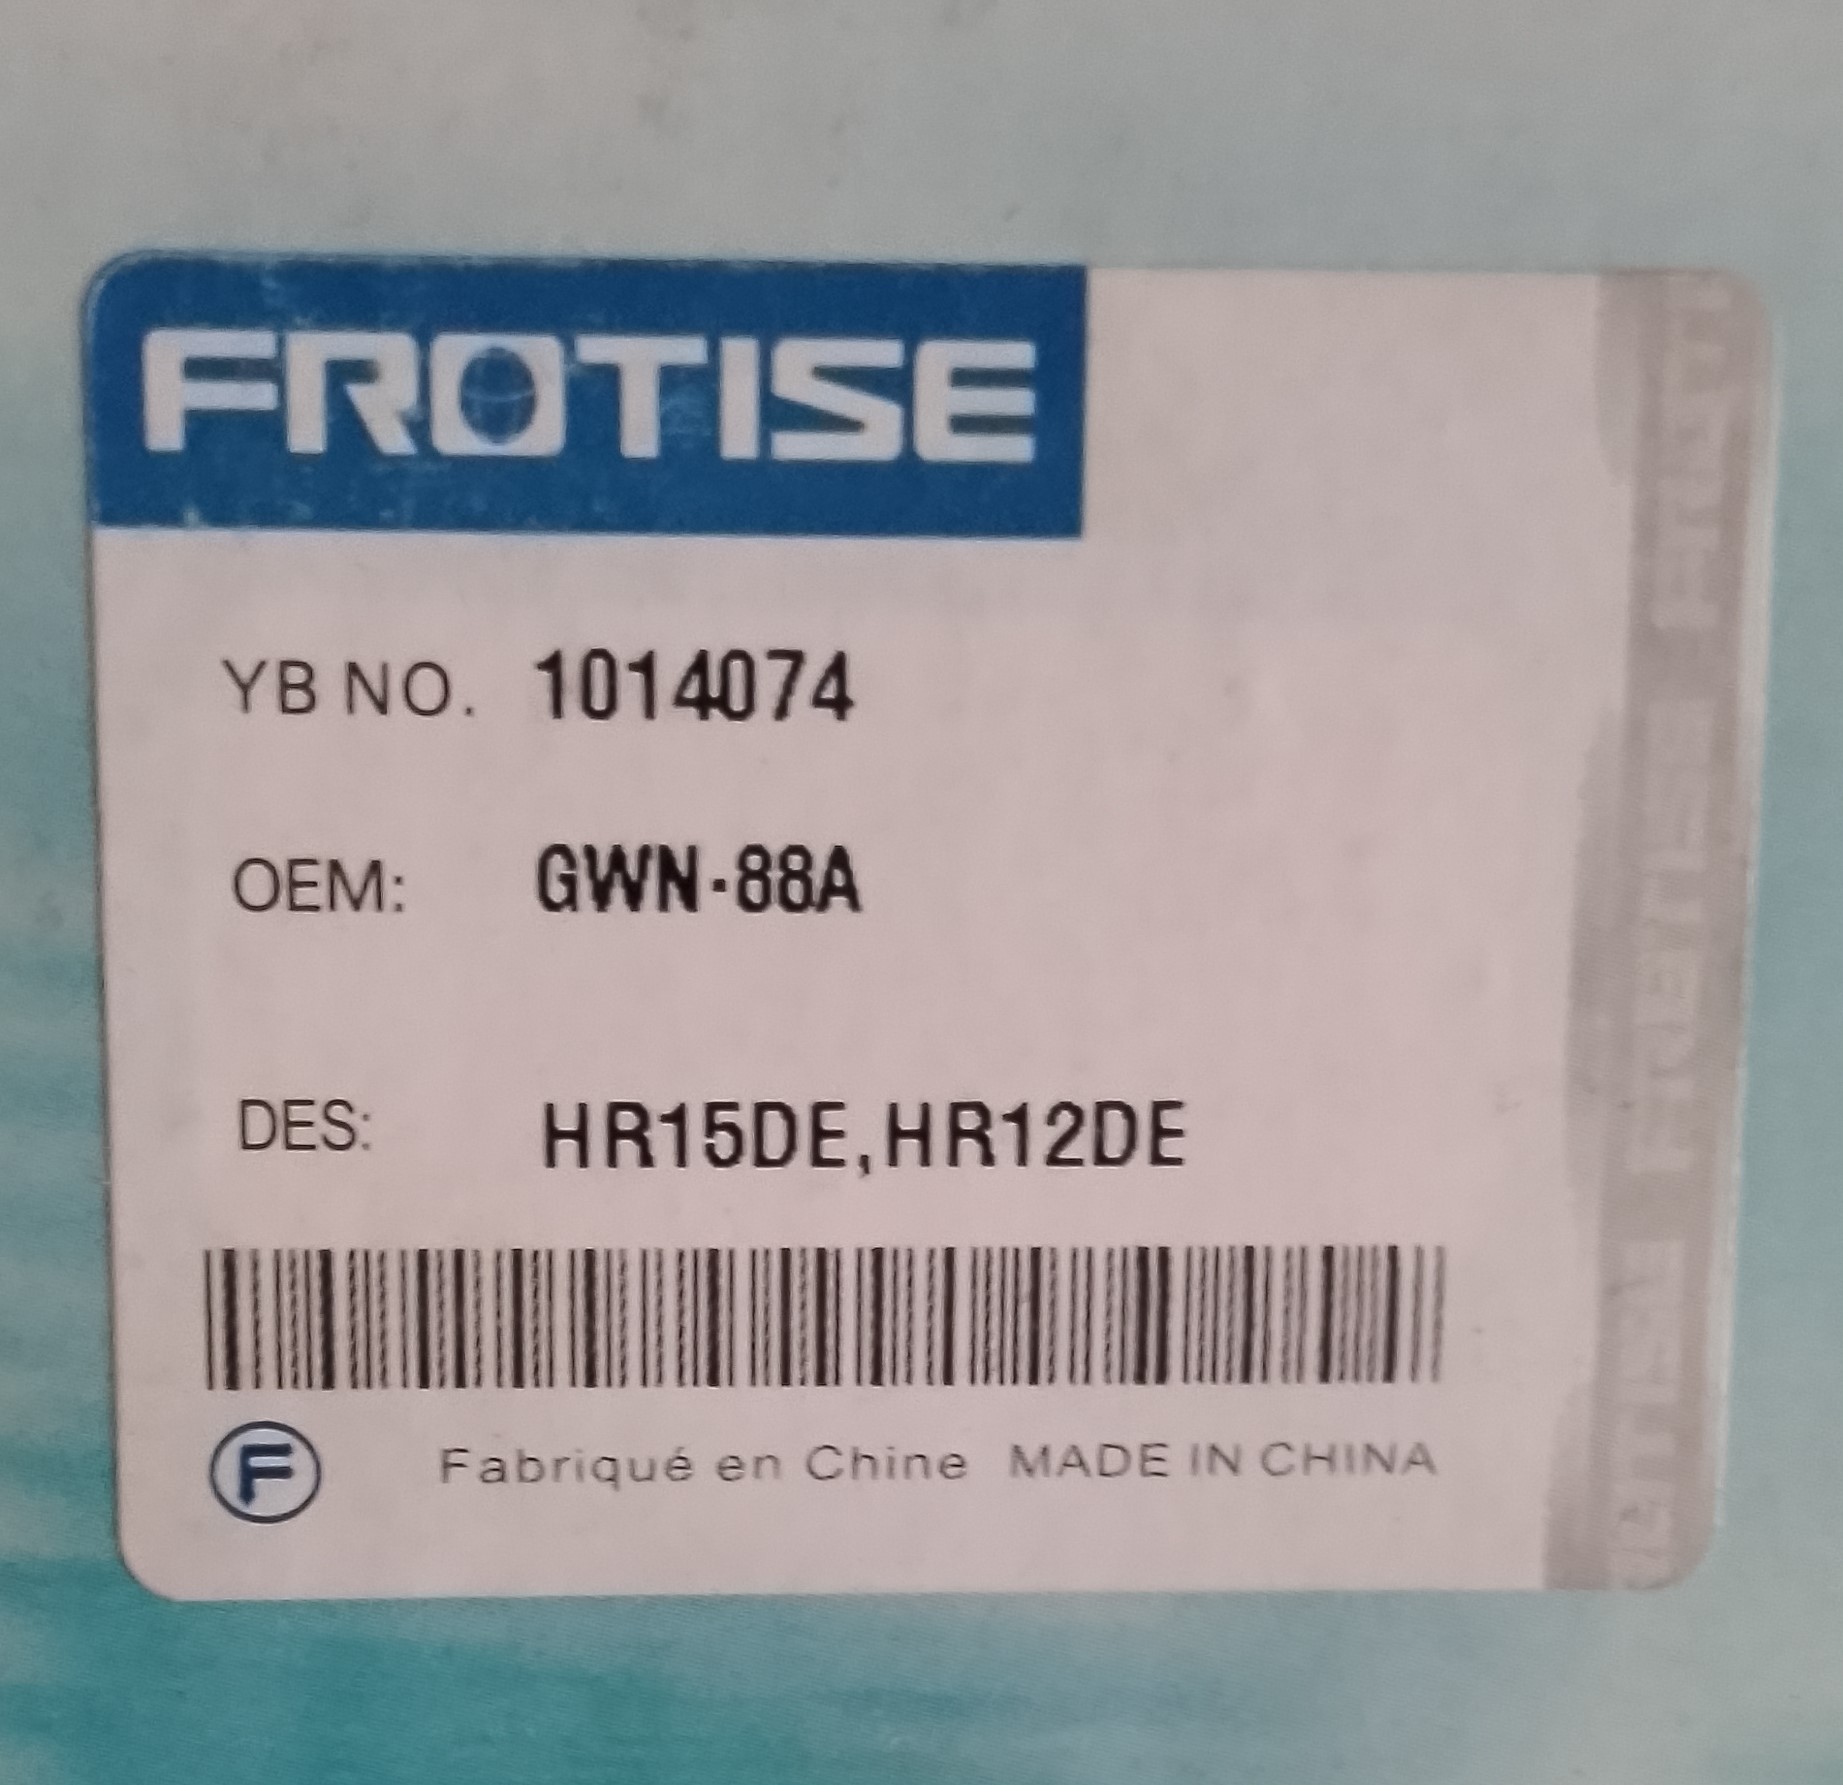 FROTISE
YB NO. 1014074
OEM: GWN-88A
DES: HR15DE,HR12DE
F Fabriqué en Chine MADE IN CHINA